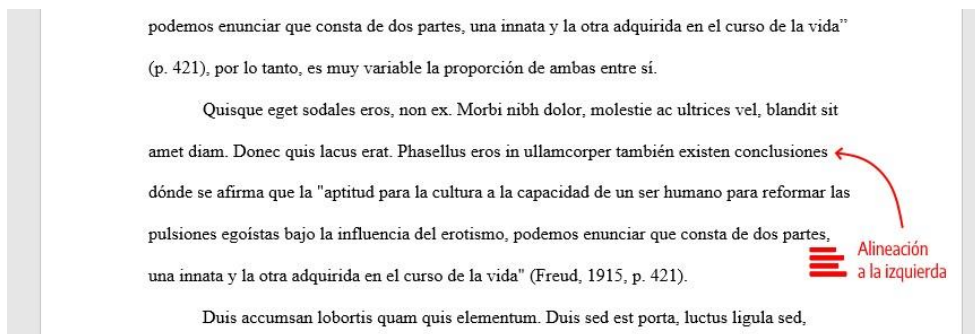 podemos enunciar que consta de dos partes, una innata y la otra adquirida en el curso de la vida”
(p. 421), por lo tanto, es muy variable la proporción de ambas entre sí.
Quisque eget sodales eros, non ex. Morbi nibh dolor, molestie ac ultrices vel, blandit sit
amet diam. Donec quis lacus erat. Phasellus eros in ullamcorper también existen conclusiones
dónde se afirma que la "aptitud para la cultura a la capacidad de un ser humano para reformar las
pulsiones egoístas bajo la influencia del erotismo, podemos enunciar que consta de dos partes,
una innata y la otra adquirida en el curso de la vida" (Freud, 1915, p. 421).
Duis accumsan lobortis quam quis elementum. Duis sed est porta, luctus ligula sed,
Alineación
a la izquierda